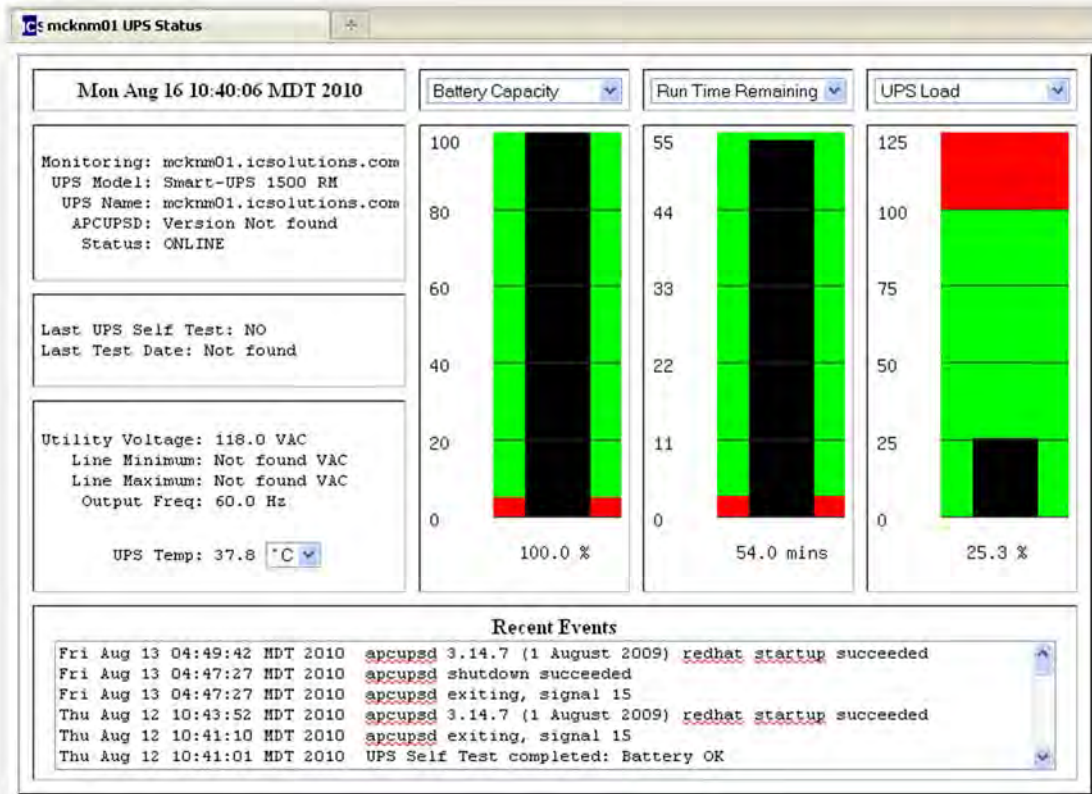 ICS mcknm01 UPS Status
Mon Aug 16 10:40:06 MDT 2010
Battery Capacity
Run Time Remaining
UPS Load
Monitoring: mcknm01.icsolutions.com
UPS Model: Smart-UPS 1500 RM
UPS Name: mcknm01.icsolutions.com
APCUPSD: Version Not found
Status: ONLINE
Last UPS Self Test: NO
Last Test Date: Not found
Utility Voltage: 118.0 VAC
Line Minimum: Not found VAC
Line Maximum: Not found VAC
Output Freq: 60.0 Hz
UPS Temp: 37.8 °C
100
80
60
40
20
0
100.0 %
55
44
33
22
11
0
54.0 mins
125
100
75
50
25
0
25.3 %
Recent Events
Fri Aug 13 04:49:42 MDT 2010 apcupsd 3.14.7 (1 August 2009) redhat startup succeeded
Fri Aug 13 04:47:27 MDT 2010 apcupsd shutdown succeeded
Fri Aug 13 04:47:27 MDT 2010 apcupsd exiting, signal 15
Thu Aug 12 10:43:52 MDT 2010 apcupsd 3.14.7 (1 August 2009) redhat startup succeeded
Thu Aug 12 10:41:10 MDT 2010 apcupsd exiting, signal 15
Thu Aug 12 10:41:01 MDT 2010 UPS Self Test completed: Battery OK